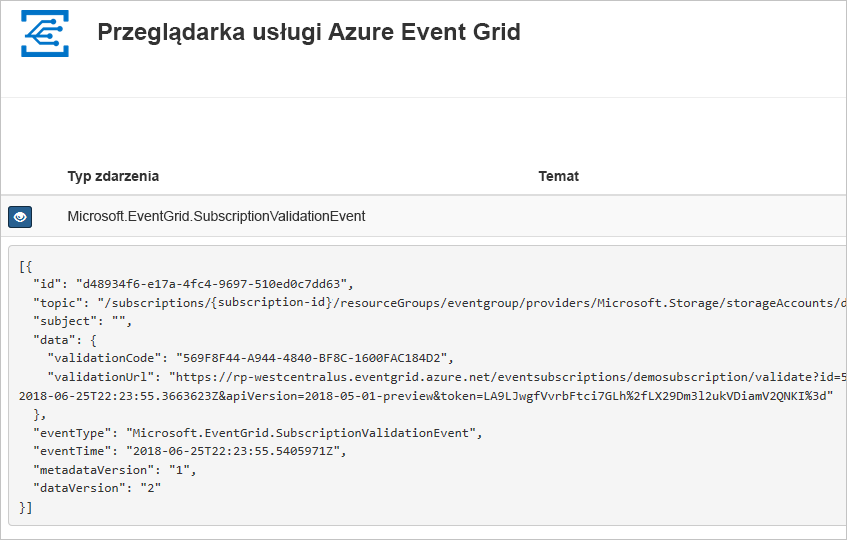 Przeglądarka usługi Azure Event Grid
Typ zdarzenia Temat
Microsoft.EventGrid.SubscriptionValidationEvent
[{
"id": "d48934f6-e17a-4fc4-9697-510ed0c7dd63",
"topic": "/subscriptions/{subscription-id}/resourceGroups/eventgroup/providers/Microsoft.Storage/storageAccounts/d
"subject": "",
"data": {
"validationCode": "569F8F44-A944-4840-BF8C-1600FAC184D2",
"validationUrl": "https://rp-westcentralus.eventgrid.azure.net/eventsubscriptions/demosubscription/validate?id=5
2018-06-25T22:23:55.3663623Z&apiVersion=2018-05-01-preview&token=LA9LJwgfVvrbFtci7GLh%2fLX29Dm3l2ukVDiamV2QNKI%3d"
},
"eventType": "Microsoft.EventGrid.SubscriptionValidationEvent",
"eventTime": "2018-06-25T22:23:55.5405971Z",
"metadataVersion": "1",
"dataVersion": "2"
}]